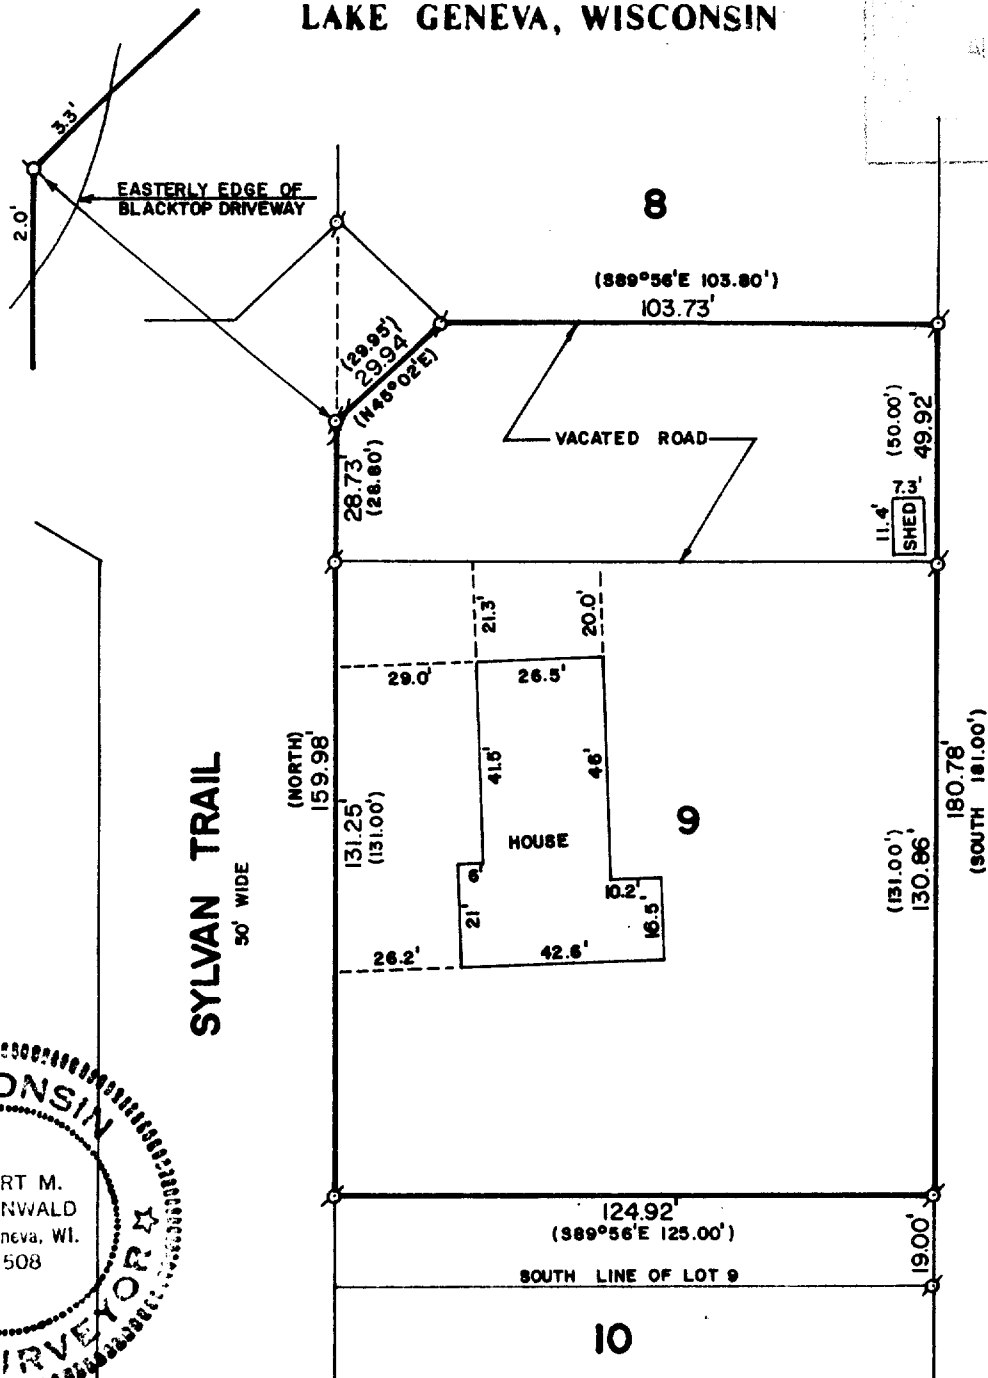 LAKE GENEVA, WISCONSIN
3.3'
2.0'
EASTERLY EDGE OF
BLACKTOP DRIVEWAY
8
(S89°56'E 103.80')
103.73'
(29.95')
29.94'
(N45°02'E)
VACATED ROAD
(50.00')
49.92'
28.73'
(28.80')
7.3'
11.4'
SHED
21.3'
20.0'
29.0'
26.5'
(NORTH)
159.98'
131.25'
(131.00')
41.5'
46'
HOUSE
9
6'
10.2'
21'
16.5'
26.2'
42.6'
180.78'
(SOUTH 181.00')
(131.00')
130.86'
SYLVAN TRAIL
50' WIDE
124.92'
(S89°56'E 125.00')
19.00'
SOUTH LINE OF LOT 9
10
ONSIN
RT M.
NWALD
neva, WI.
508
RVEYOR